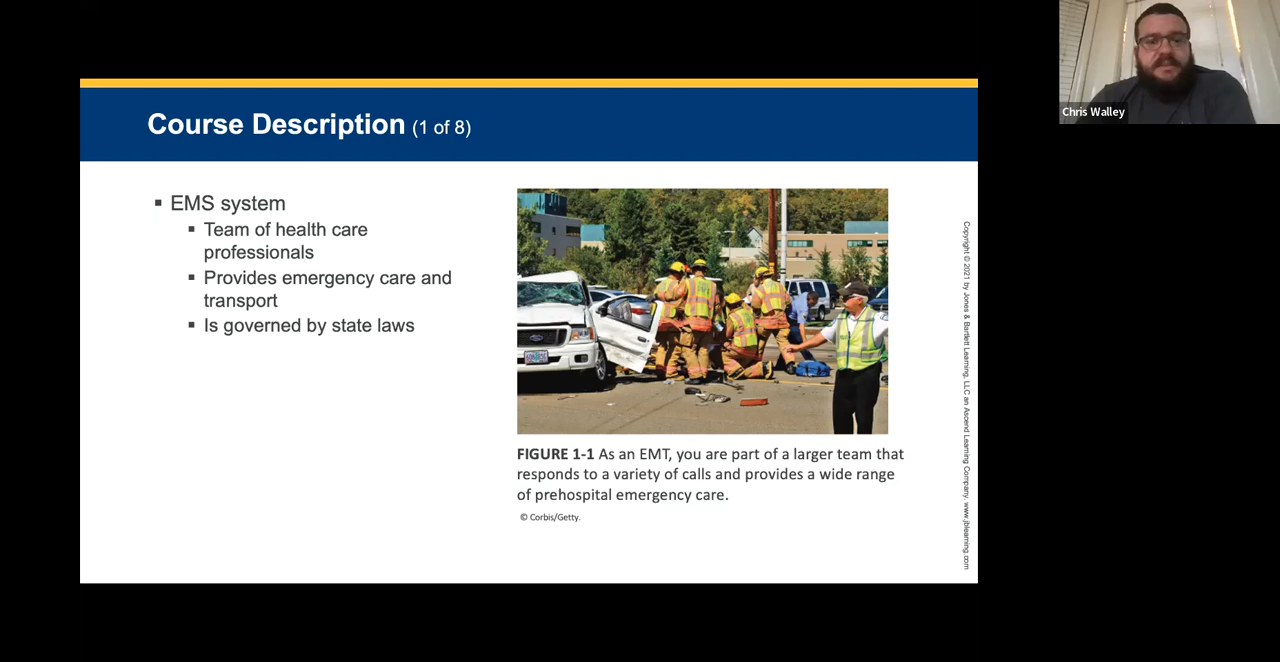 Chris Walley
Course Description (1 of 8)
▪ EMS system
▪ Team of health care
professionals
▪ Provides emergency care and
transport
▪ Is governed by state laws
FIGURE 1-1 As an EMT, you are part of a larger team that
responds to a variety of calls and provides a wide range
of prehospital emergency care.
© Corbis/Getty.
Copyright © 2021 by Jones & Bartlett Learning, LLC an Ascend Learning Company. www.jblearning.com